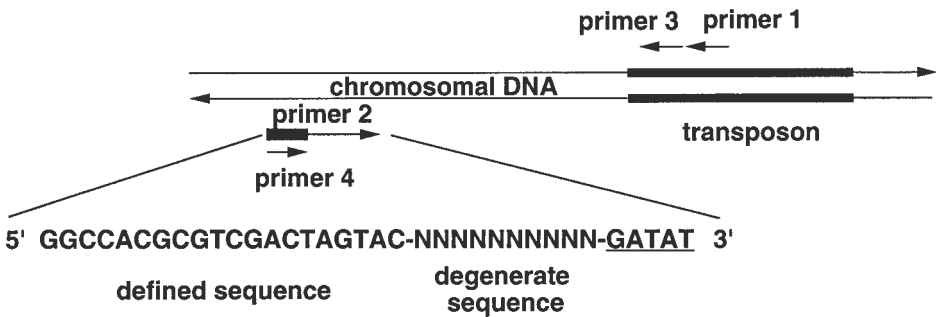 primer 3 primer 1
chromosomal DNA
primer 2
transposon
primer 4
5' GGCCACGCGTCGACTAGTAC-NNNNNNNNNN-GATAT 3'
defined sequence
degenerate
sequence